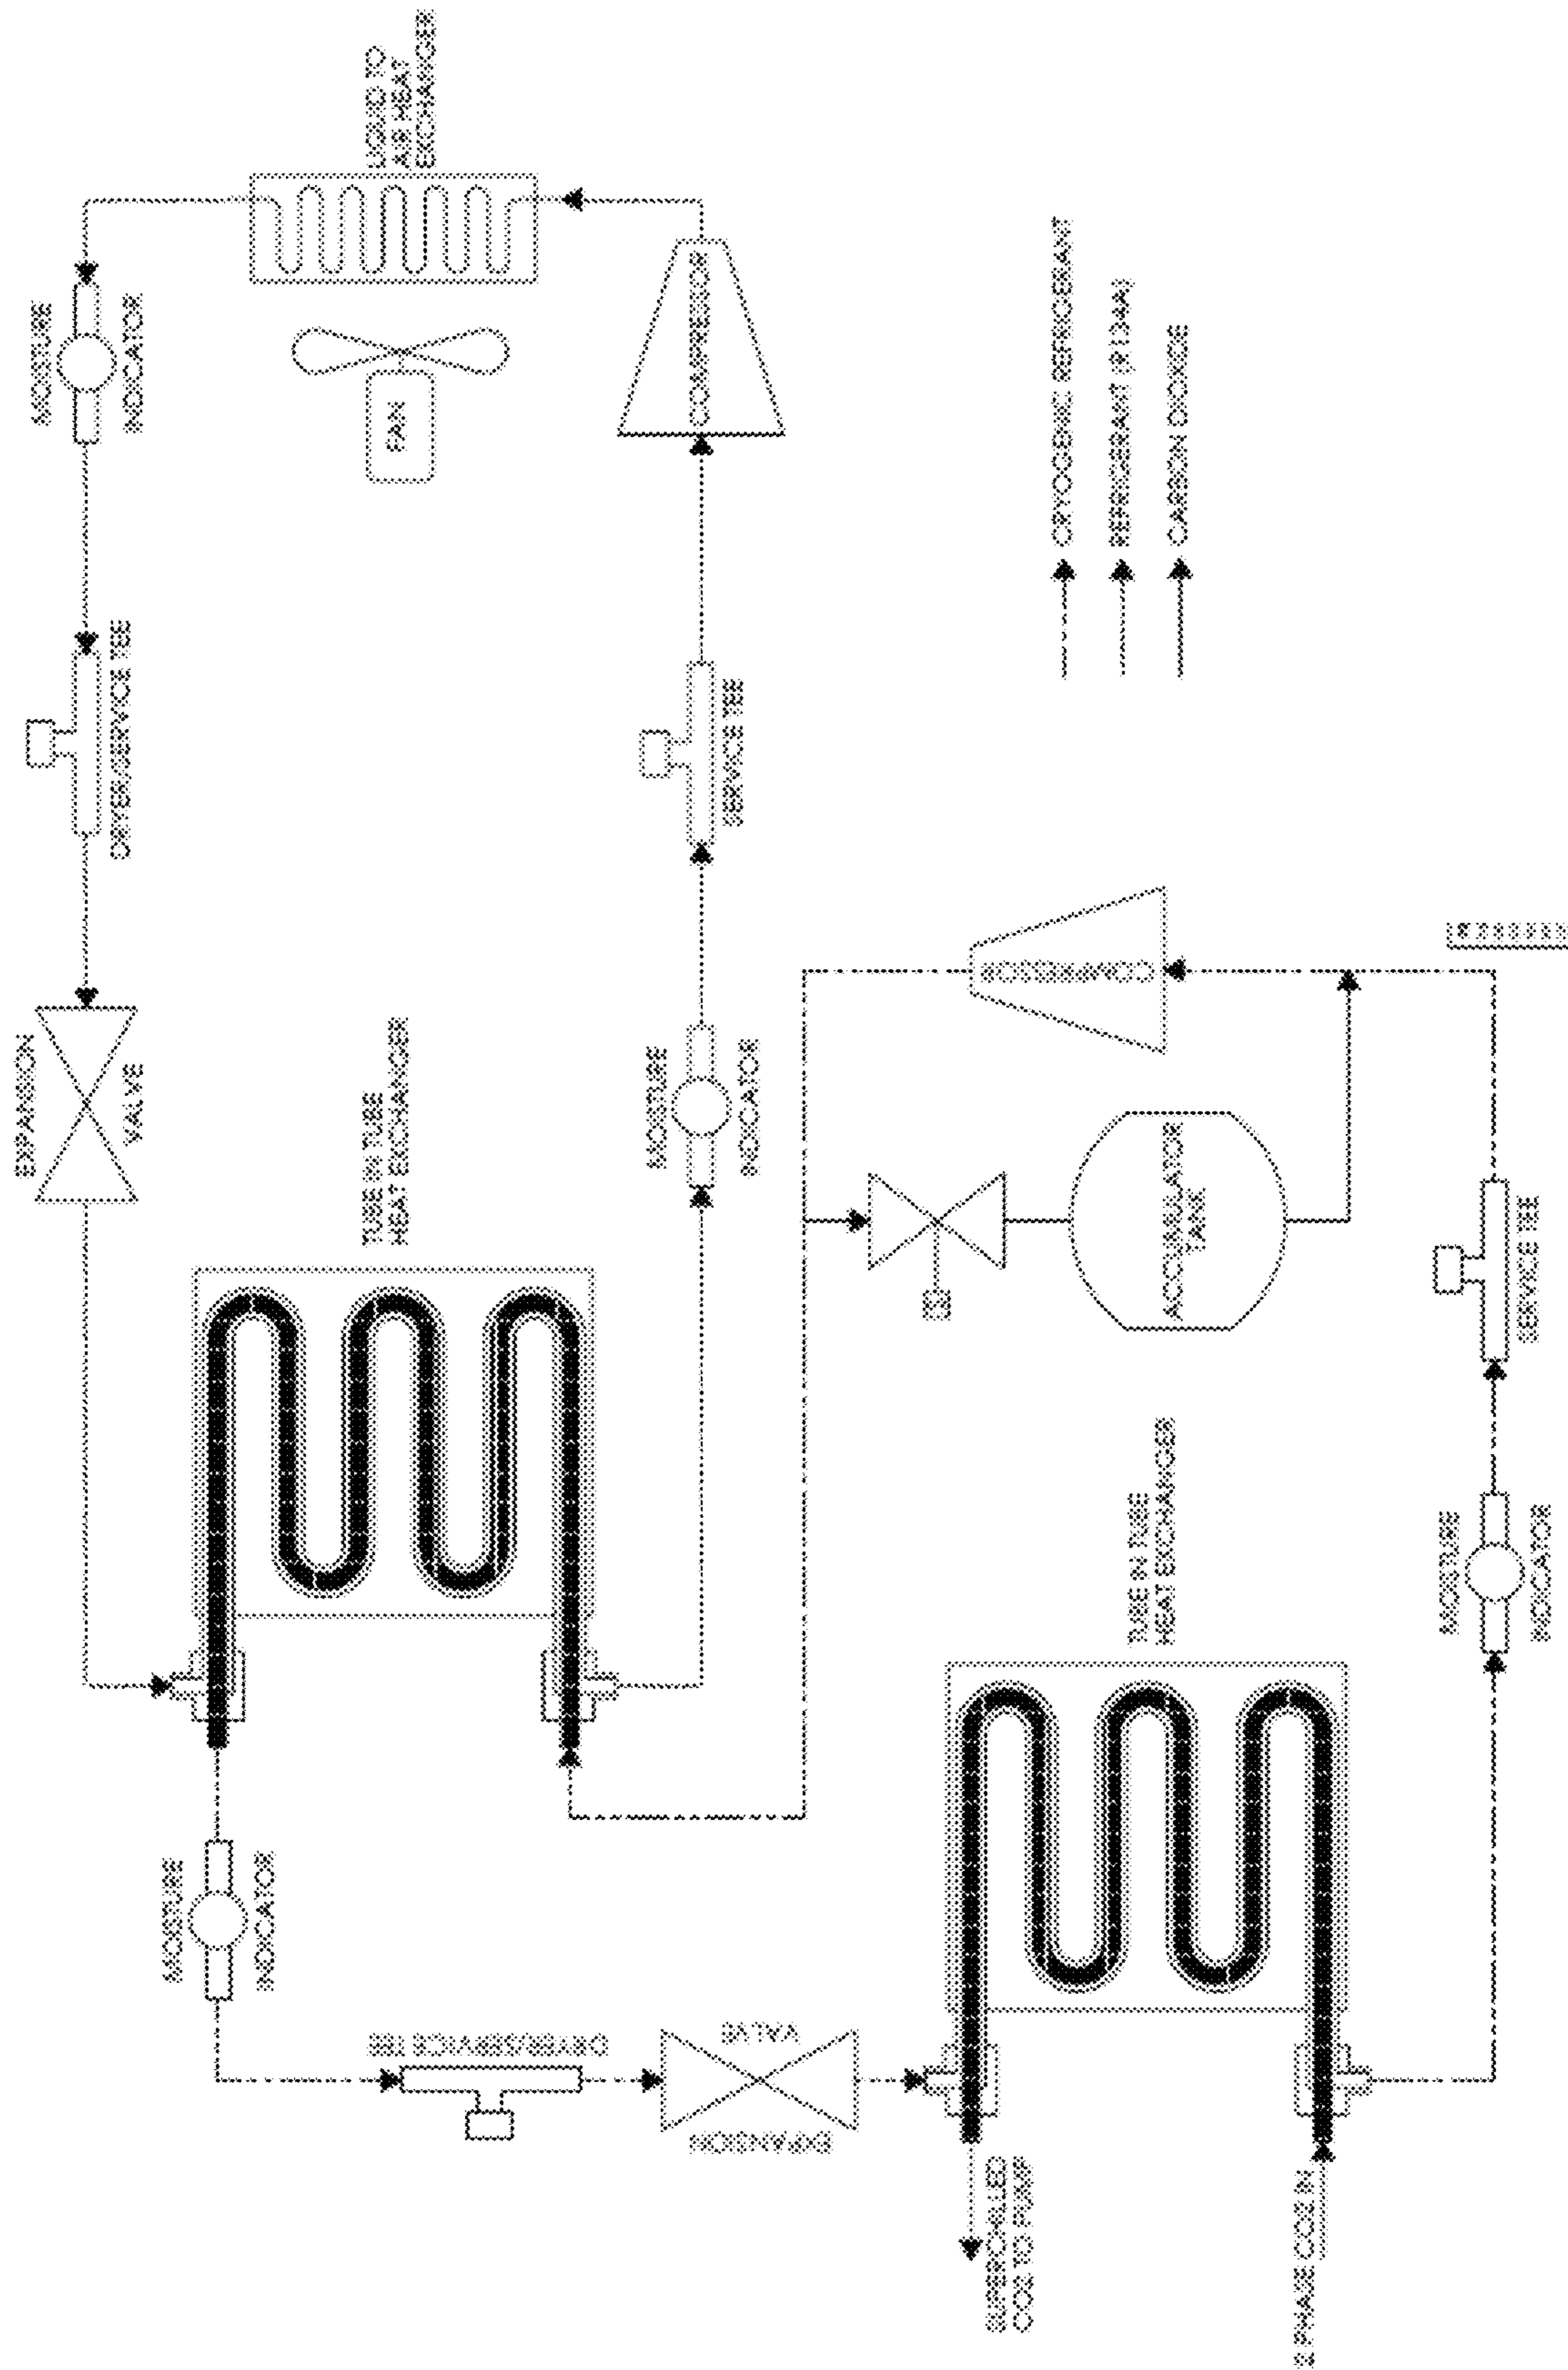 MOISTURE
INDICATOR
LIQUID TO
AIR HEAT
EXCHANGER
FAN
COMPRESSOR
DRYER/SERVICE TEE
SERVICE TEE
CRYOGENIC REFRIGERANT
REFRIGERANT (R134A)
CARBON DIOXIDE
EXPANSION
VALVE
TUBE IN TUBE
HEAT EXCHANGER
MOISTURE
INDICATOR
COMPRESSOR
ACCUMULATOR
TANK
SERVICE TEE
TUBE IN TUBE
HEAT EXCHANGER
MOISTURE
INDICATOR
MOISTURE
INDICATOR
DRYER/SERVICE TEE
VALVE
EXPANSION
SUPERCHILLED
CO2 TO PUMP
2 PHASE CO2 IN